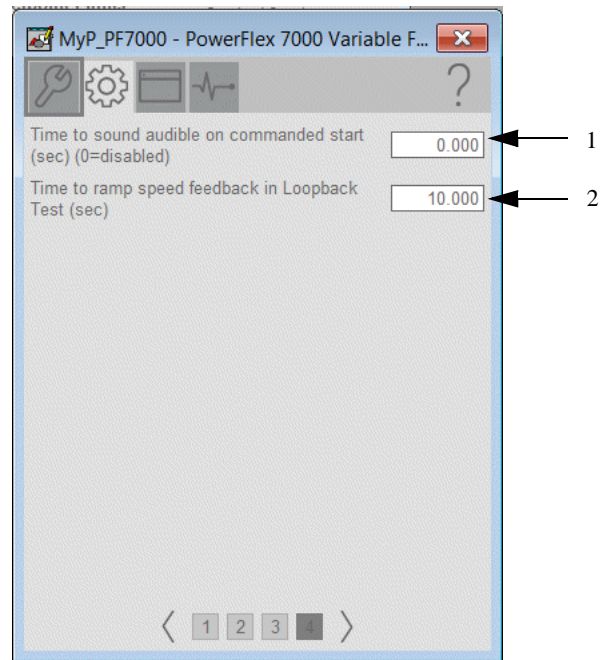 MyP_PF7000 - PowerFlex 7000 Variable F...
?
Time to sound audible on commanded start
(sec) (0=disabled)
0.000
1
Time to ramp speed feedback in Loopback
Test (sec)
10.000
2
1 2 3 4